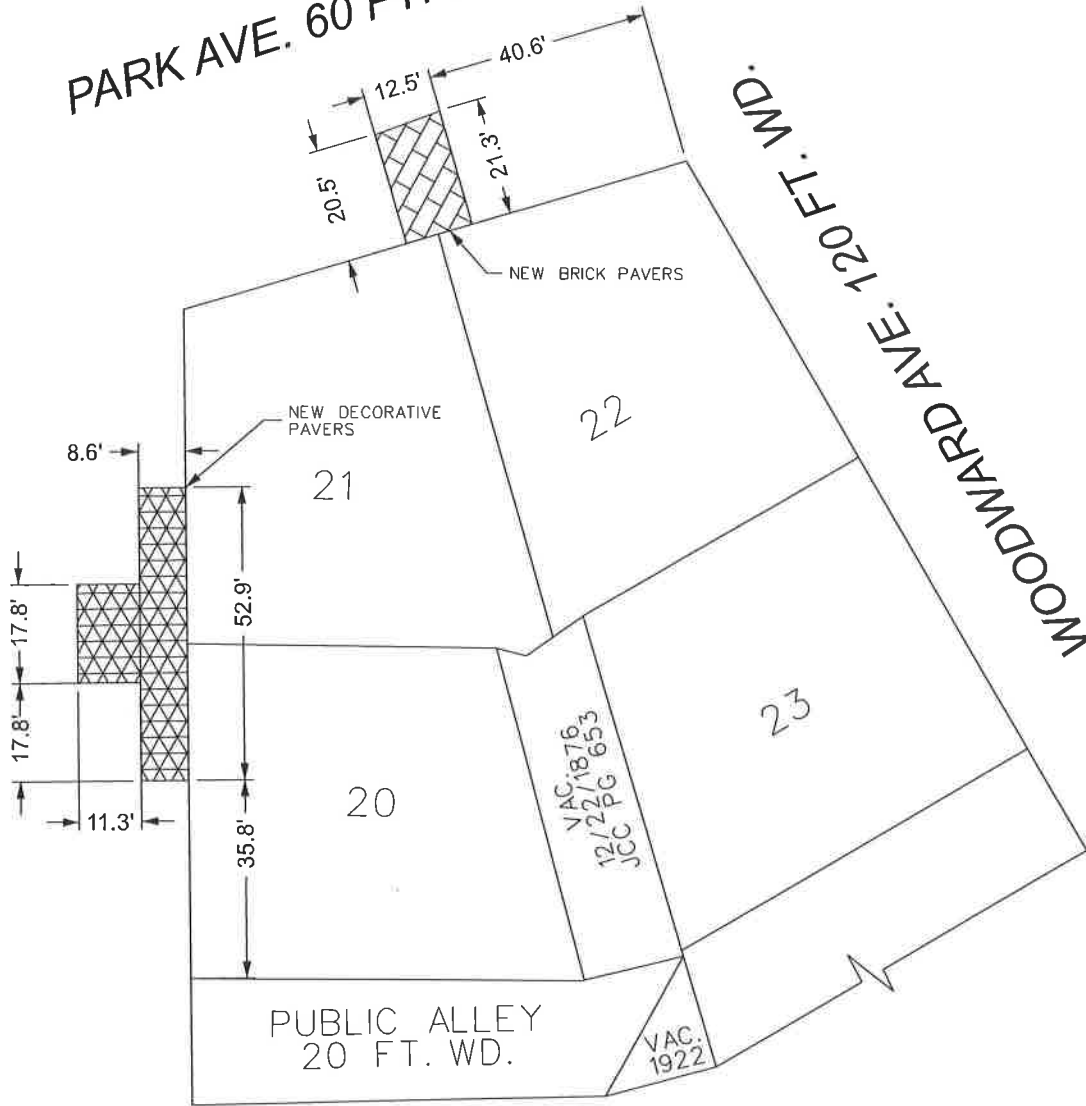 PARK AVE. 60 FT.
40.6'
12.5'
21.3'
20.5'
WOODWARD AVE. 120 FT. WD.
NEW BRICK PAVERS
NEW DECORATIVE
PAVERS
8.6'
22
21
17.8'
52.9'
17.8'
23
VAC.
12/22/1876
JCC PG 653
20
11.3'
35.8'
PUBLIC ALLEY
20 FT. WD.
VAC.
1922